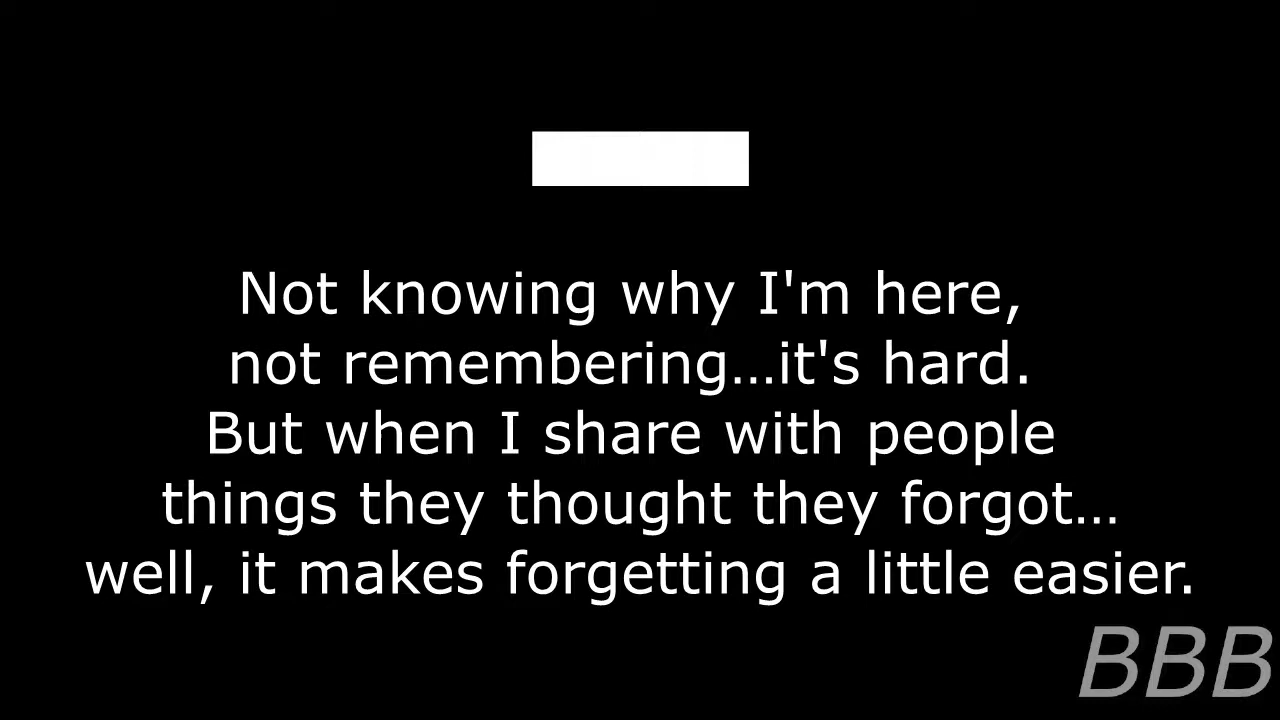 Not knowing why I'm here,
not remembering…it's hard.
But when I share with people
things they thought they forgot…
well, it makes forgetting a little easier.
BBB